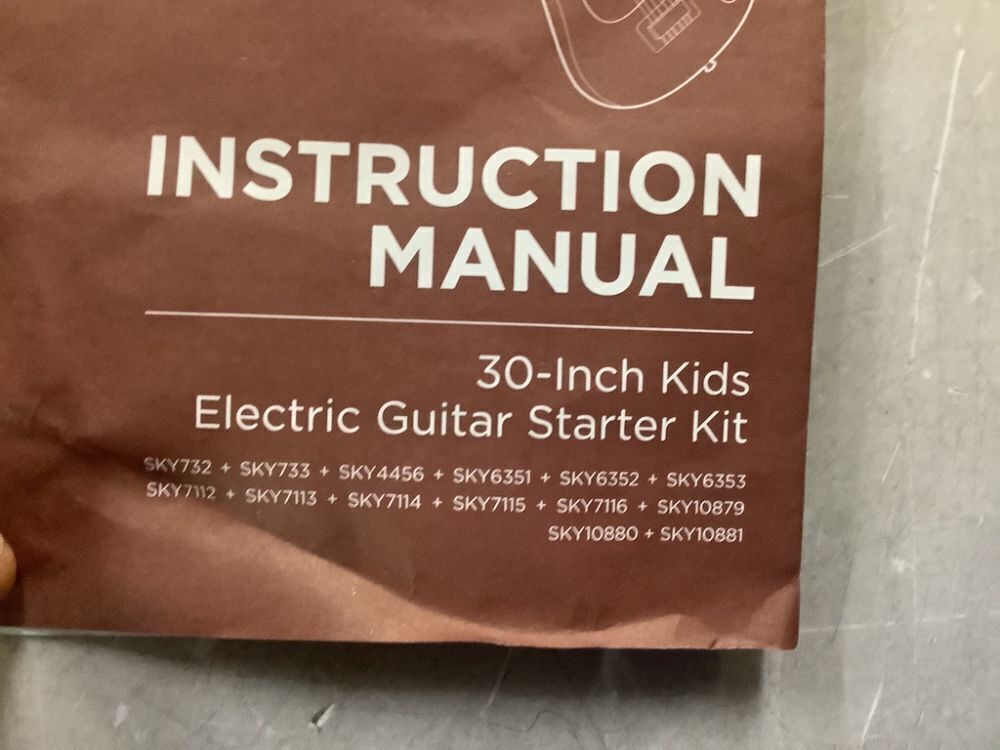 INSTRUCTION
MANUAL
30-Inch Kids
Electric Guitar Starter Kit
SKY732 + SKY733 + SKY4456 + SKY6351 + SKY6352 + SKY6353
SKY7112 + SKY7113 + SKY7114 + SKY7115 + SKY7116 + SKY10879
SKY10880 + SKY10881